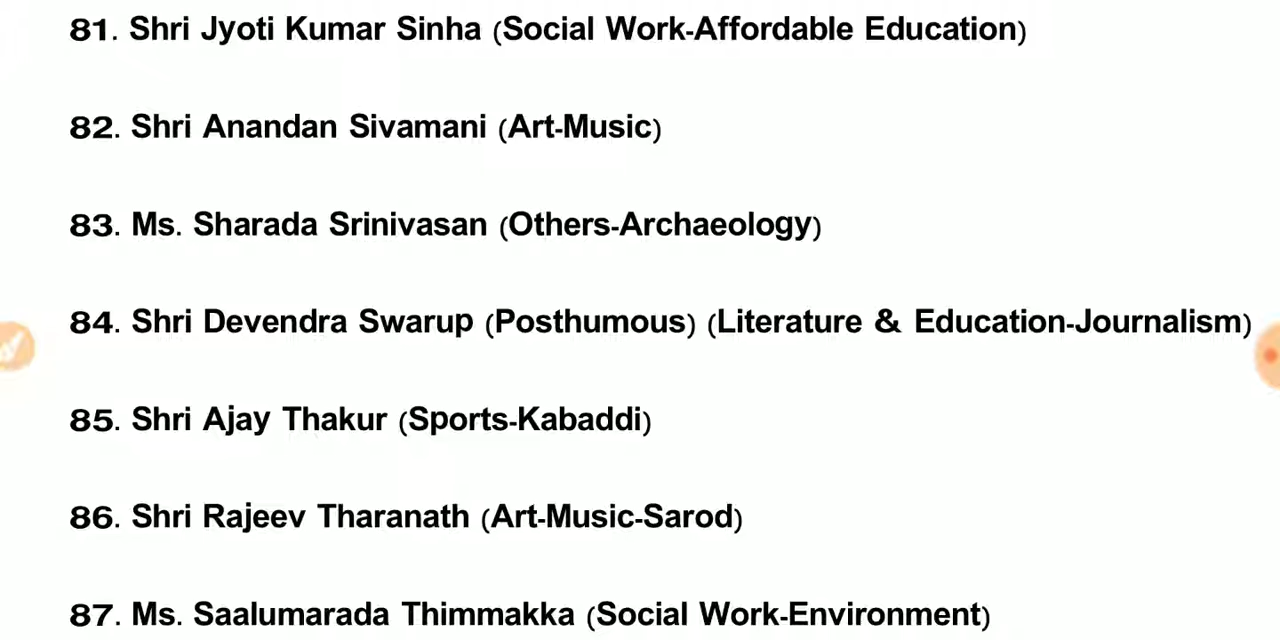 81. Shri Jyoti Kumar Sinha (Social Work-Affordable Education)
82. Shri Anandan Sivamani (Art-Music)
83. Ms. Sharada Srinivasan (Others-Archaeology)
84. Shri Devendra Swarup (Posthumous) (Literature & Education-Journalism)
85. Shri Ajay Thakur (Sports-Kabaddi)
86. Shri Rajeev Tharanath (Art-Music-Sarod)
87. Ms. Saalumarada Thimmakka (Social Work-Environment)